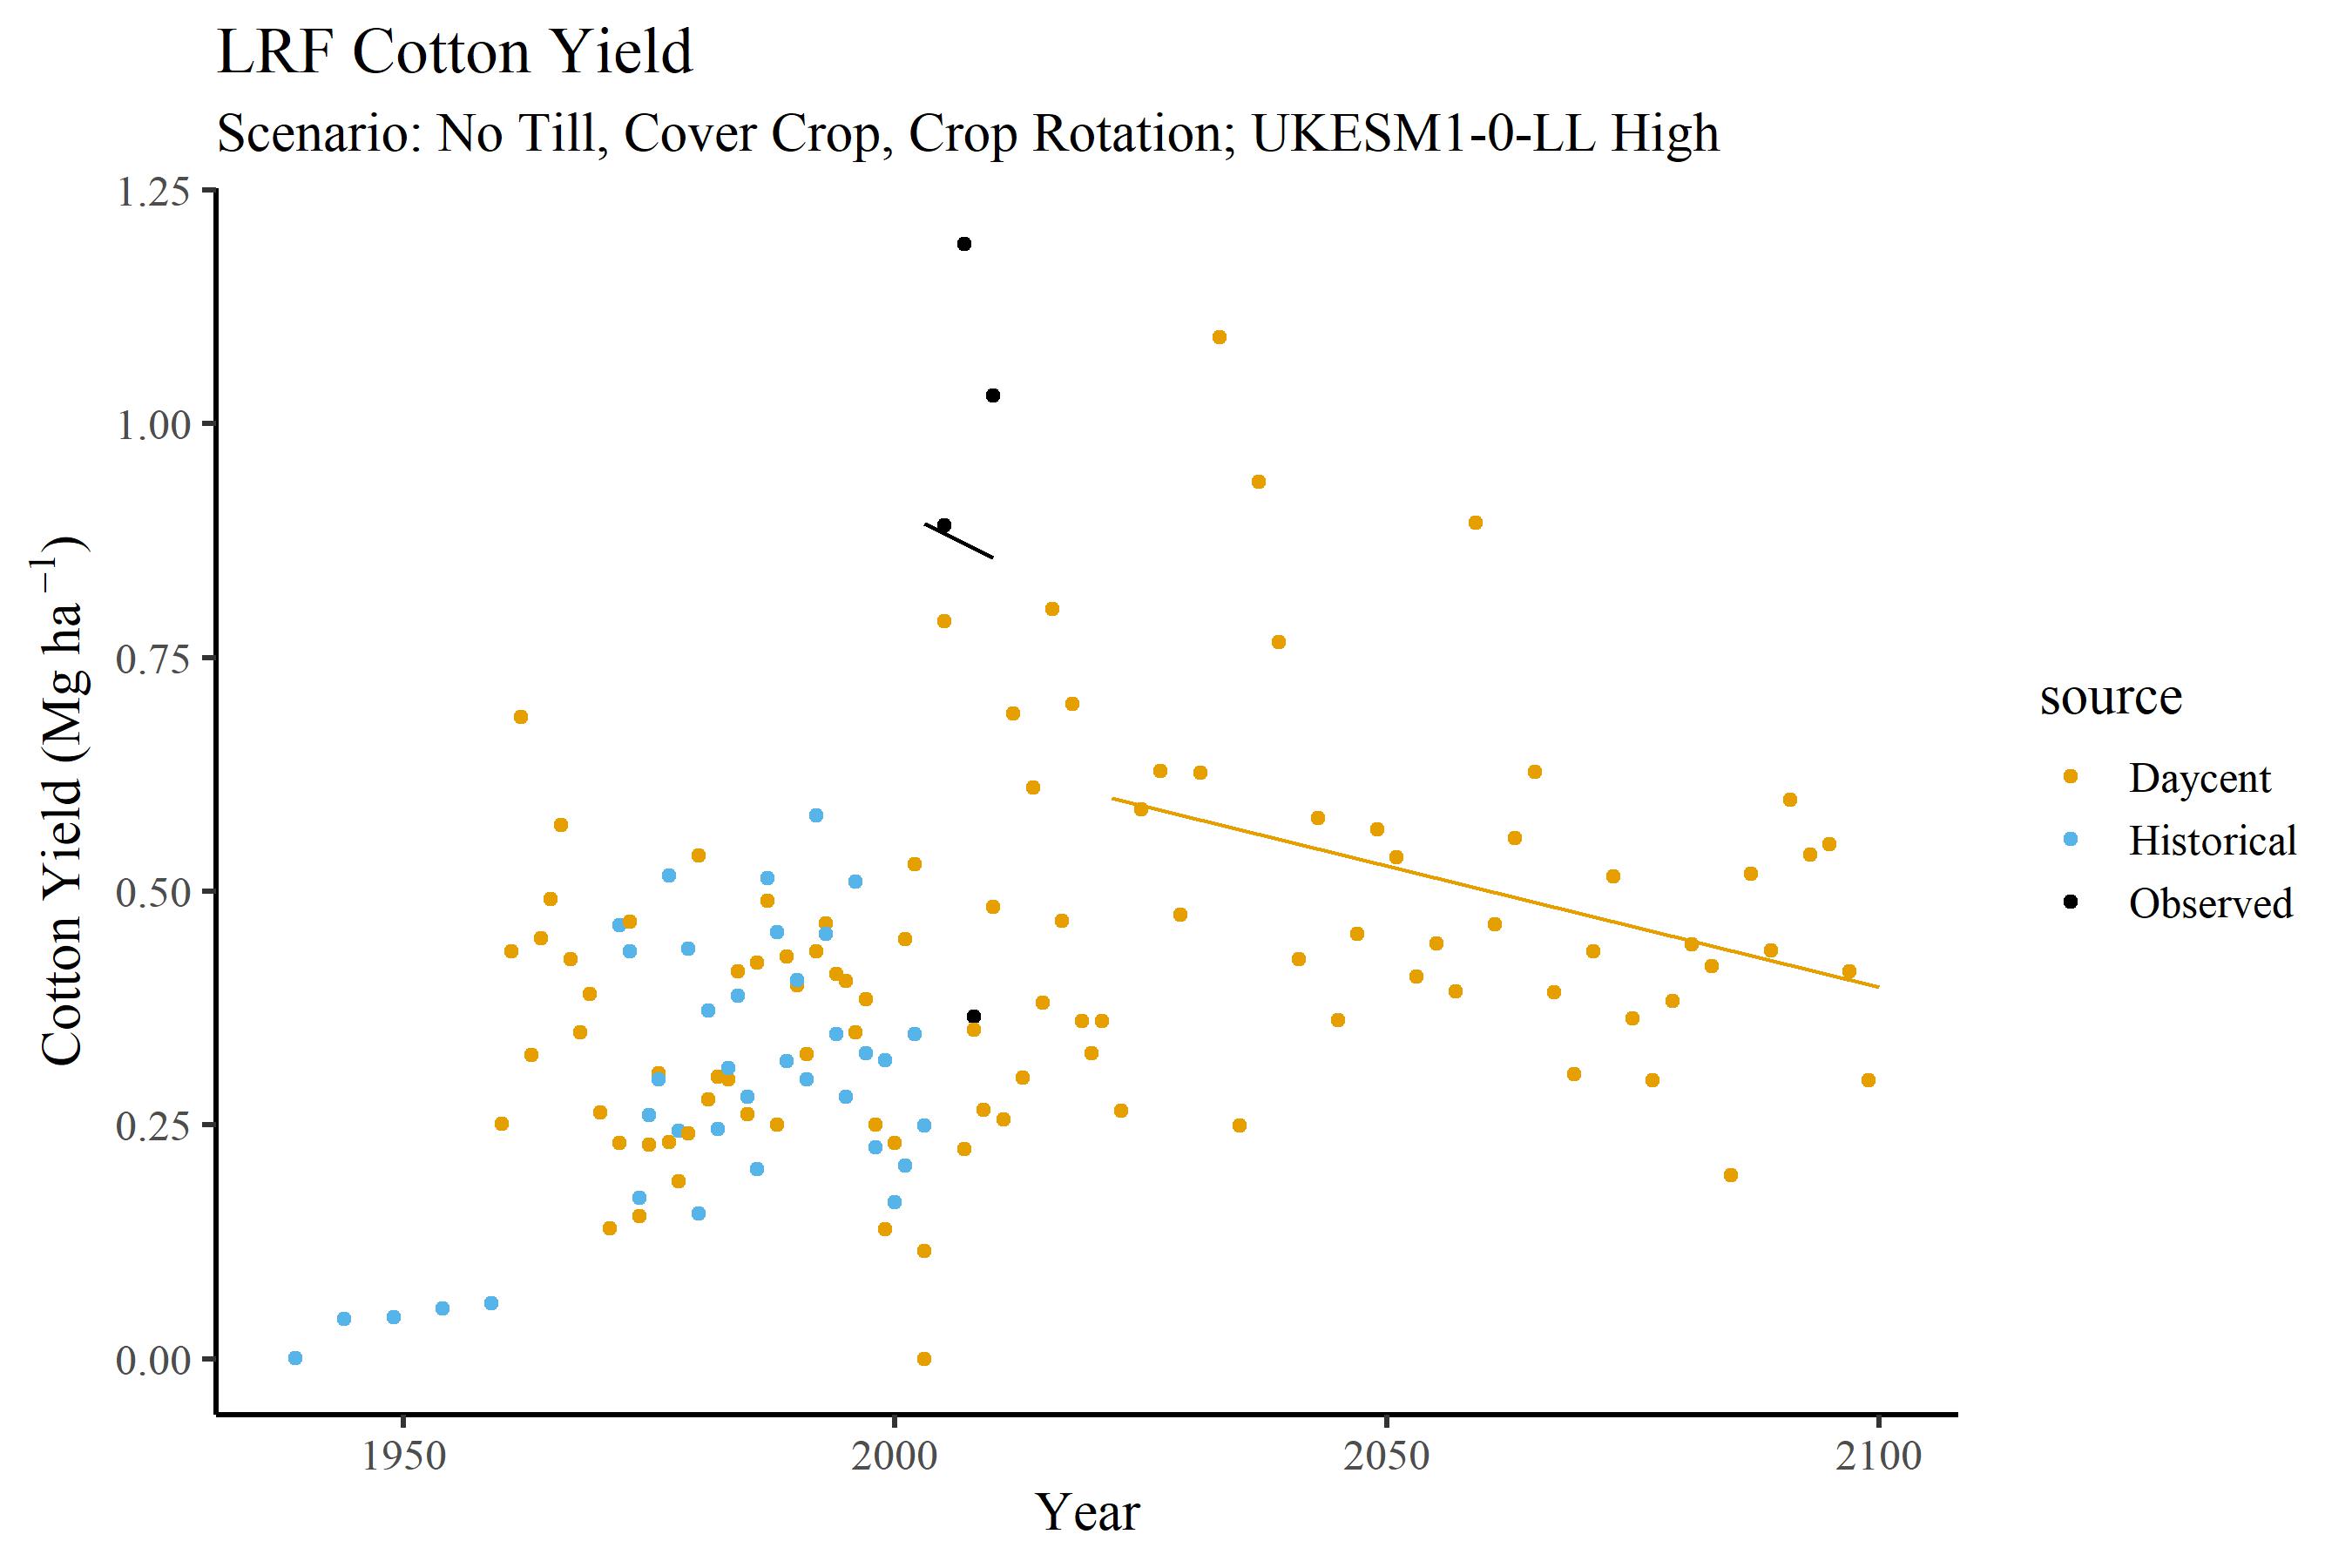 LRF Cotton Yield
Scenario: No Till, Cover Crop, Crop Rotation; UKESM1-0-LL High
Cotton Yield (Mg ha⁻¹)
1.25
1.00
0.75
0.50
0.25
0.00
1950 2000 2050 2100
Year
source
Daycent
Historical
Observed